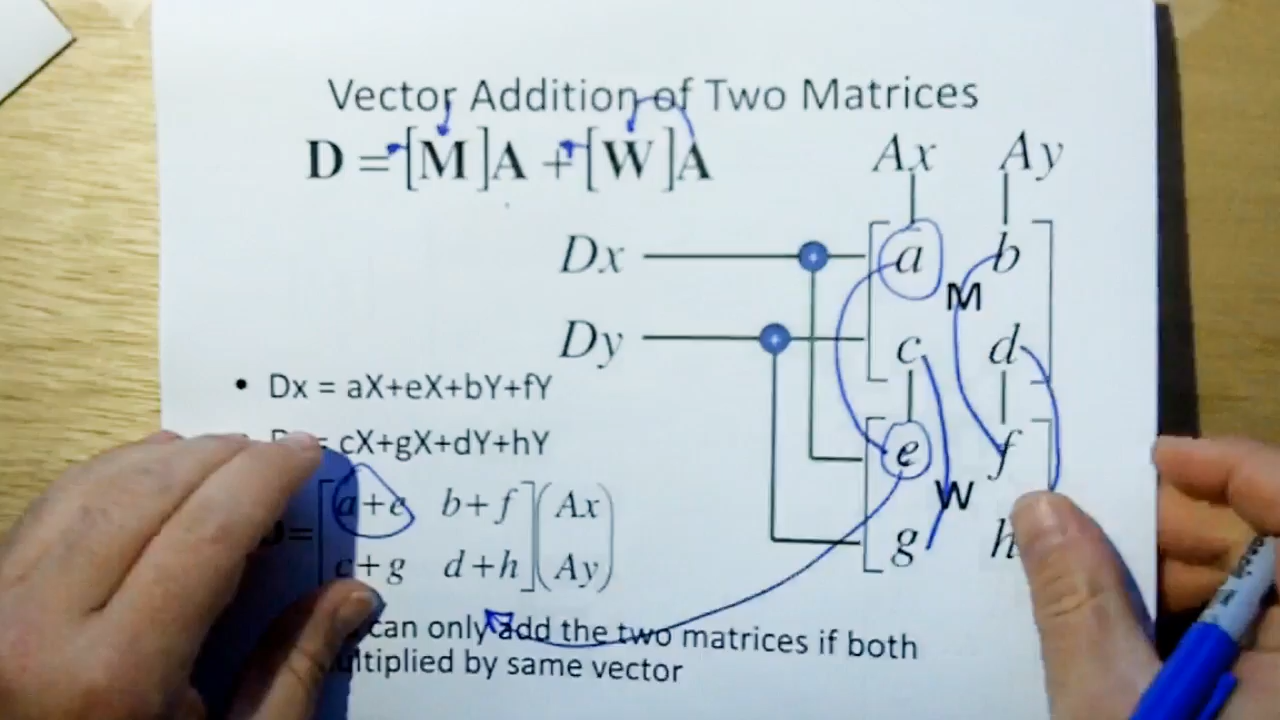 Vector Addition of Two Matrices
D = [M]A + [W]A
Ax Ay
Dx
a b
M
Dy
c d
• Dx = aX+eX+bY+fY
= cX+gX+dY+hY
e f
W
g h
= [a+e b+f] (Ax)
[c+g d+h] (Ay)
can only add the two matrices if both
multiplied by same vector